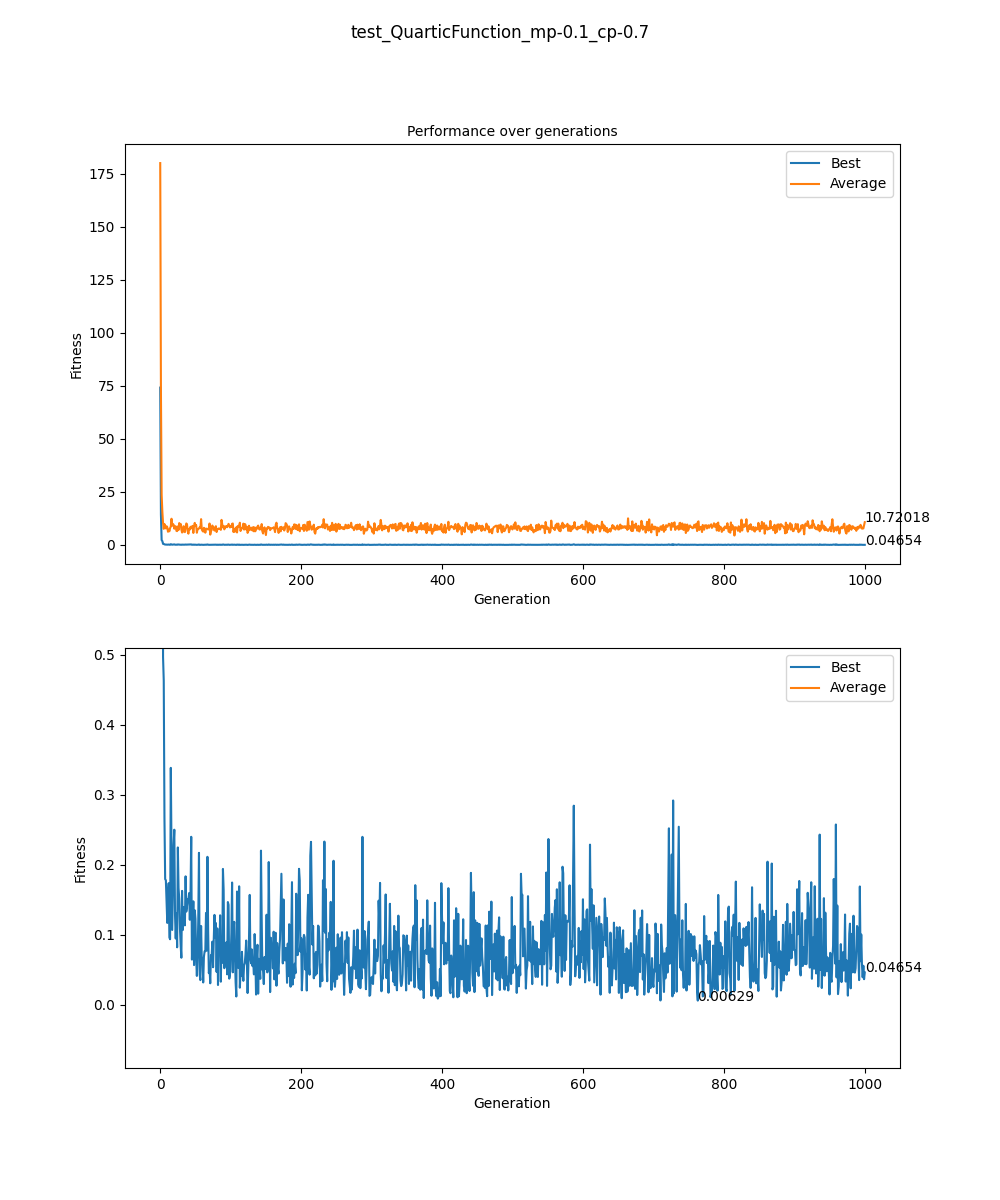 test_QuarticFunction_mp-0.1_cp-0.7
Performance over generations
Best
Average
175
150
125
100
75
50
25
0
Fitness
10.72018
0.04654
0 200 400 600 800 1000
Generation
Best
Average
0.5
0.4
0.3
0.2
0.1
0.0
Fitness
0.04654
0.00629
0 200 400 600 800 1000
Generation